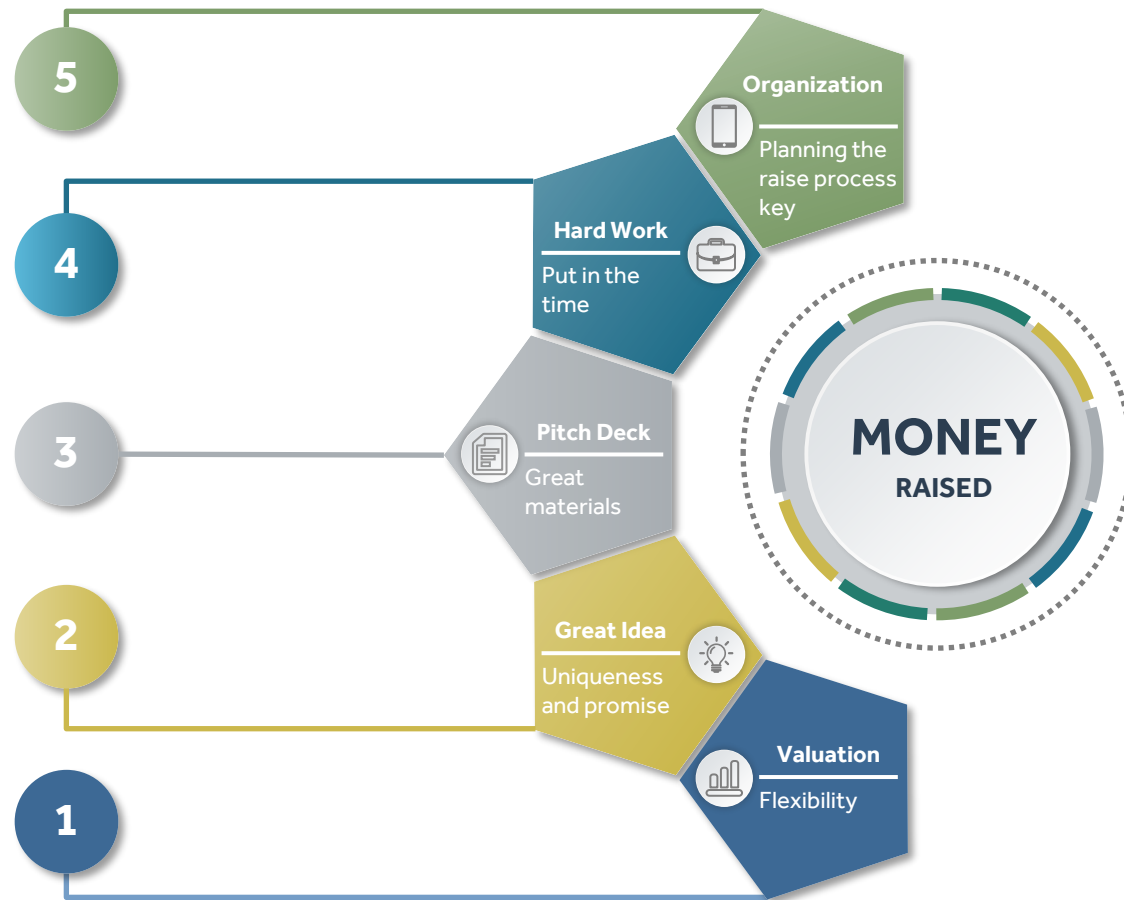 5
Organization
Planning the
raise process
key
4
Hard Work
Put in the
time
3
Pitch Deck
Great
materials
2
Great Idea
Uniqueness
and promise
1
Valuation
Flexibility
MONEY
RAISED